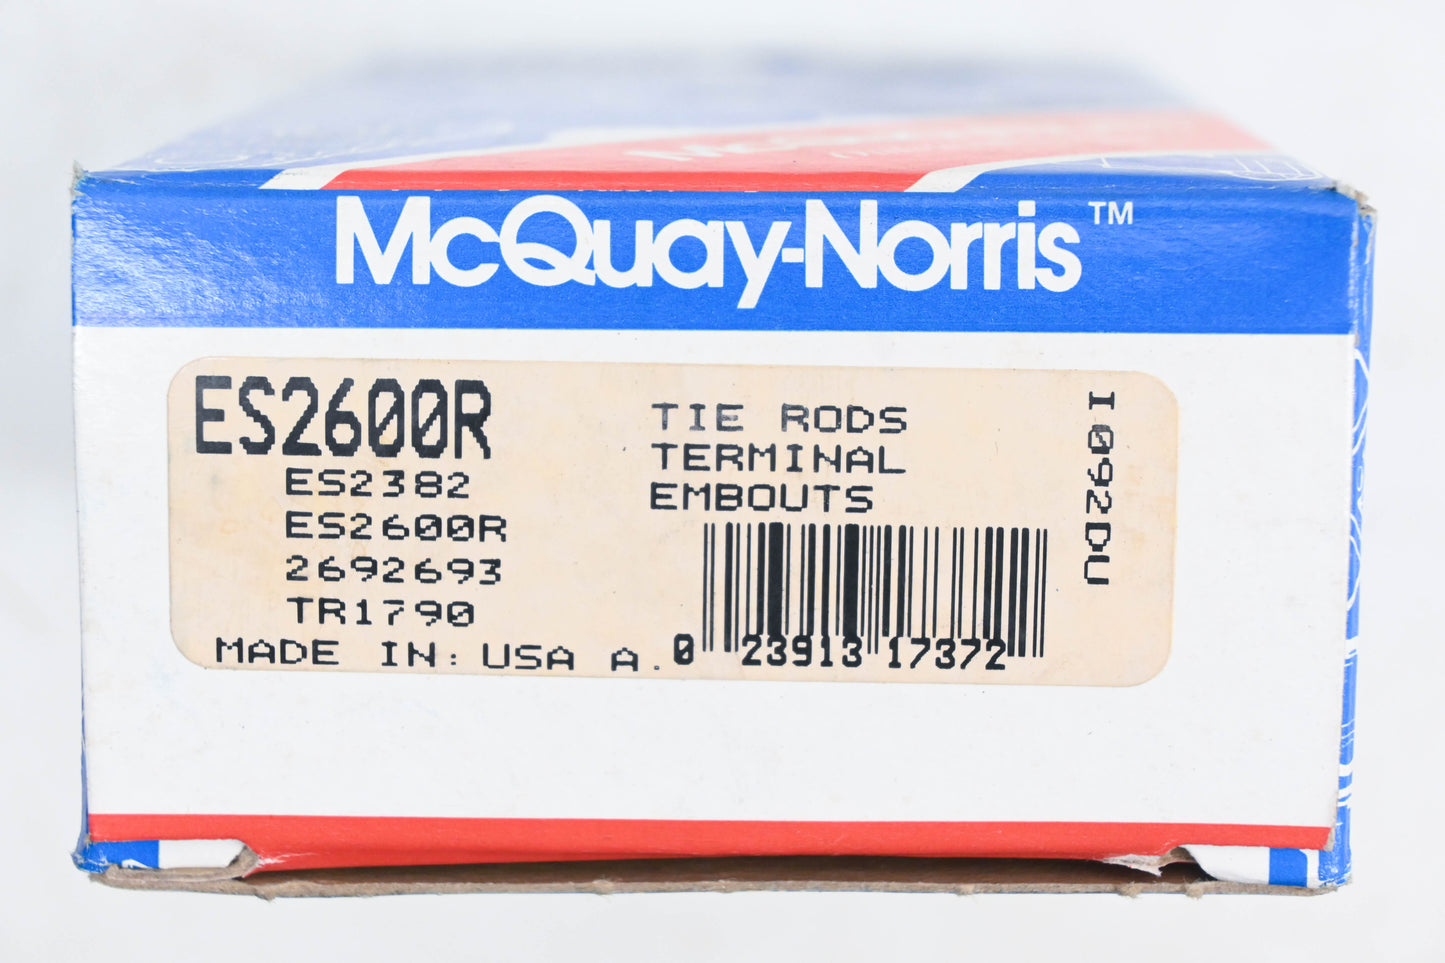 McQuay-Norris™
ES2600R
ES2382
ES2600R
2692693
TR1790
MADE IN: USA A.
TIE RODS
TERMINAL
EMBOUTS
0 23913 17372
I092DU